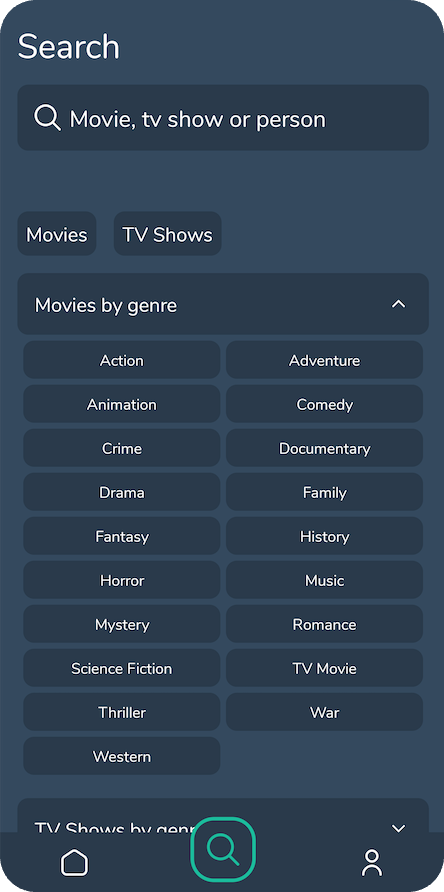 Search
Movie, tv show or person
Movies TV Shows
Movies by genre
Action Adventure
Animation Comedy
Crime Documentary
Drama Family
Fantasy History
Horror Music
Mystery Romance
Science Fiction TV Movie
Thriller War
Western
TV Shows by genr